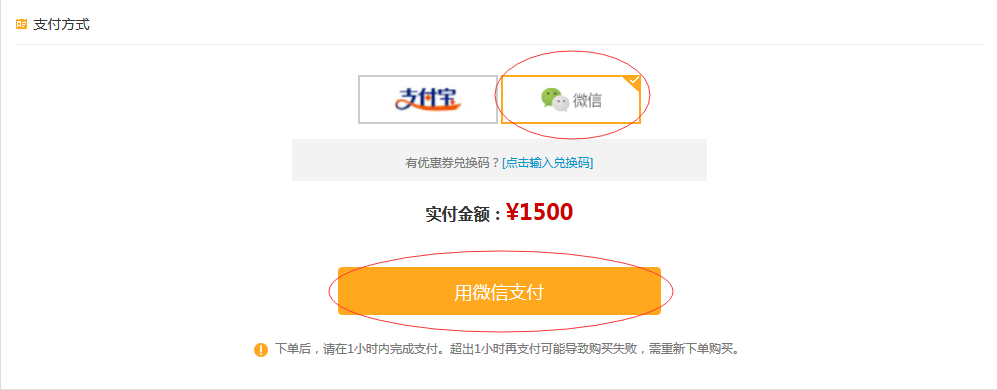 支付方式
支付宝
微信
有优惠券兑换码？[点击输入兑换码]
实付金额：¥1500
用微信支付
下单后，请在1小时内完成支付。超出1小时再支付可能导致购买失败，需重新下单购买。